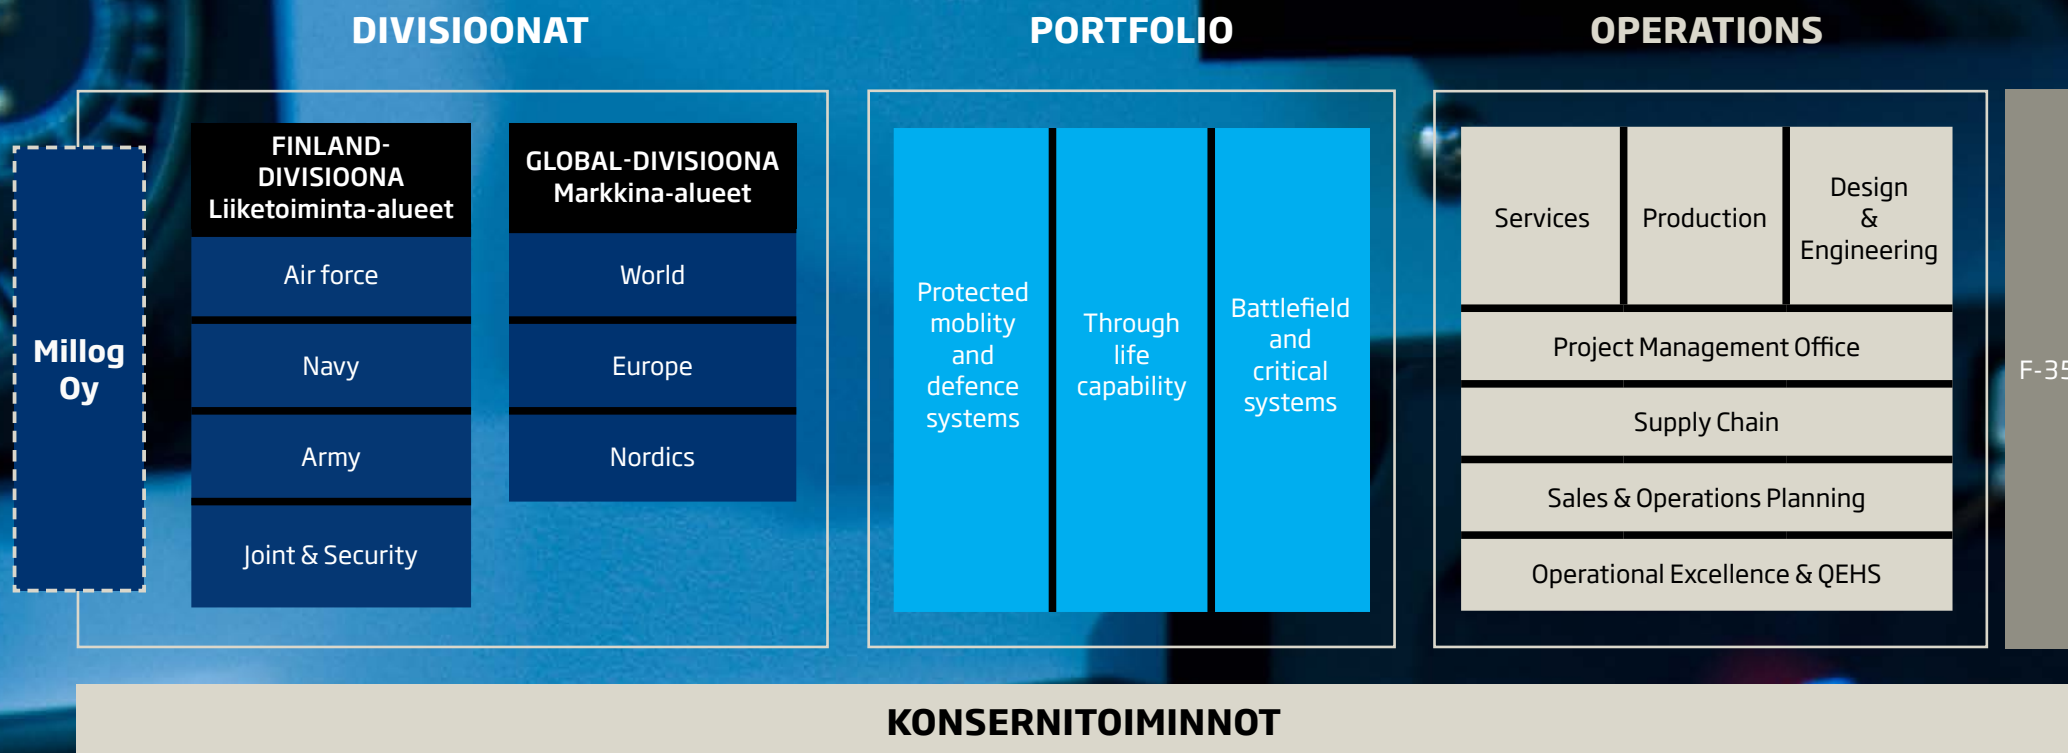 DIVISIOONAT
PORTFOLIO
OPERATIONS
Millog
Oy
FINLAND-
DIVISIOONA
Liiketoiminta-alueet
Air force
Navy
Army
Joint & Security
GLOBAL-DIVISIOONA
Markkina-alueet
World
Europe
Nordics
Protected
moblity
and
defence
systems
Through
life
capability
Battlefield
and
critical
systems
Services
Production
Design
&
Engineering
Project Management Office
Supply Chain
Sales & Operations Planning
Operational Excellence & QEHS
F-35
KONSERNITOIMINNOT